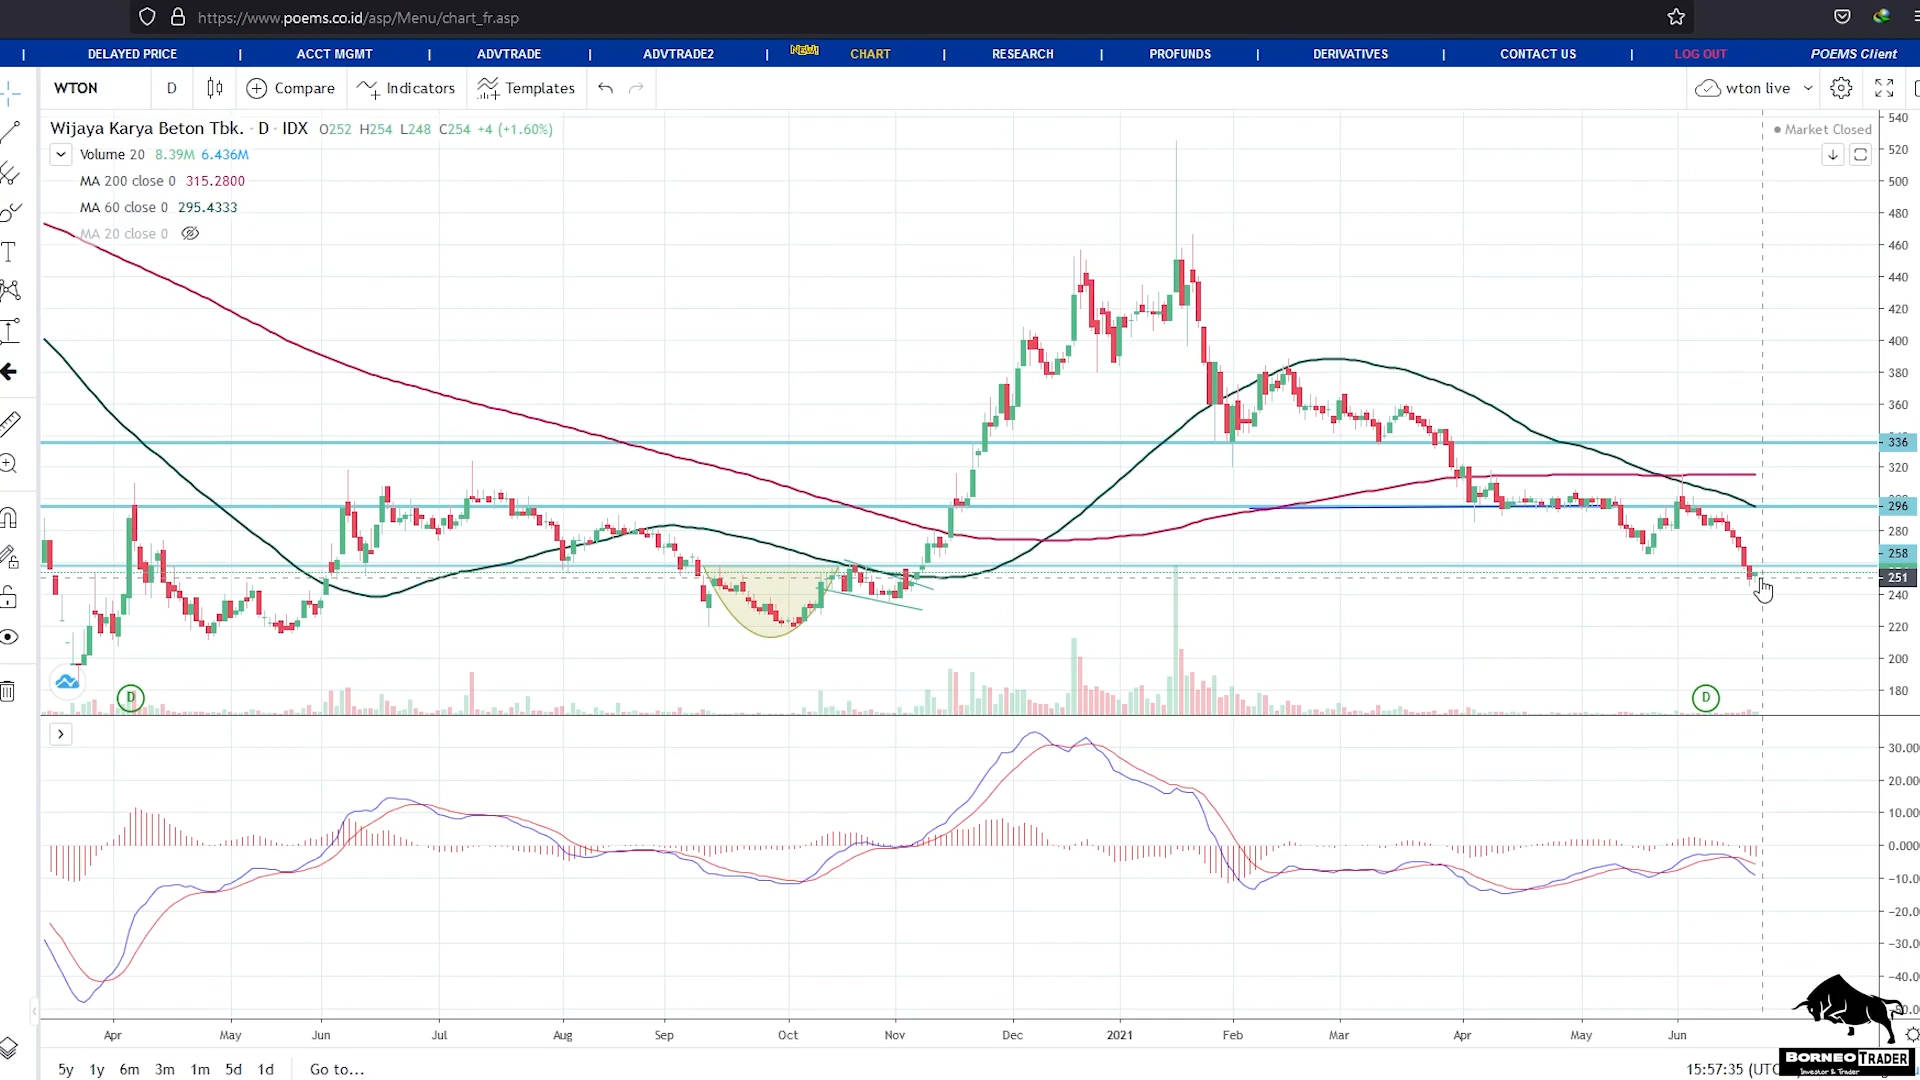 https://www.poems.co.id/asp/Menu/chart_fr.asp
| DELAYED PRICE | ACCT MGMT | ADVTRADE | ADVTRADE2 | NEW! CHART | RESEARCH | PROFUNDS | DERIVATIVES | CONTACT US | LOG OUT POEMS Client
WTON D Compare Indicators Templates wton live
Wijaya Karya Beton Tbk. · D · IDX O252 H254 L248 C254 +4 (+1.60%)
Market Closed
Volume 20 8.39M 6.436M
MA 200 close 0 315.2800
MA 60 close 0 295.4333
MA 20 close 0
540
520
500
480
460
440
420
400
380
360
336
320
296
280
258
251
240
220
200
180
D
D
30.000
20.00
10.00
0.000
-10.00
-20.00
-30.00
-40.00
Apr May Jun Jul Aug Sep Oct Nov Dec 2021 Feb Mar Apr May Jun
5y 1y 6m 3m 1m 5d 1d Go to...
15:57:35 (UTC
BORNEO TRADER
Investor & Trader